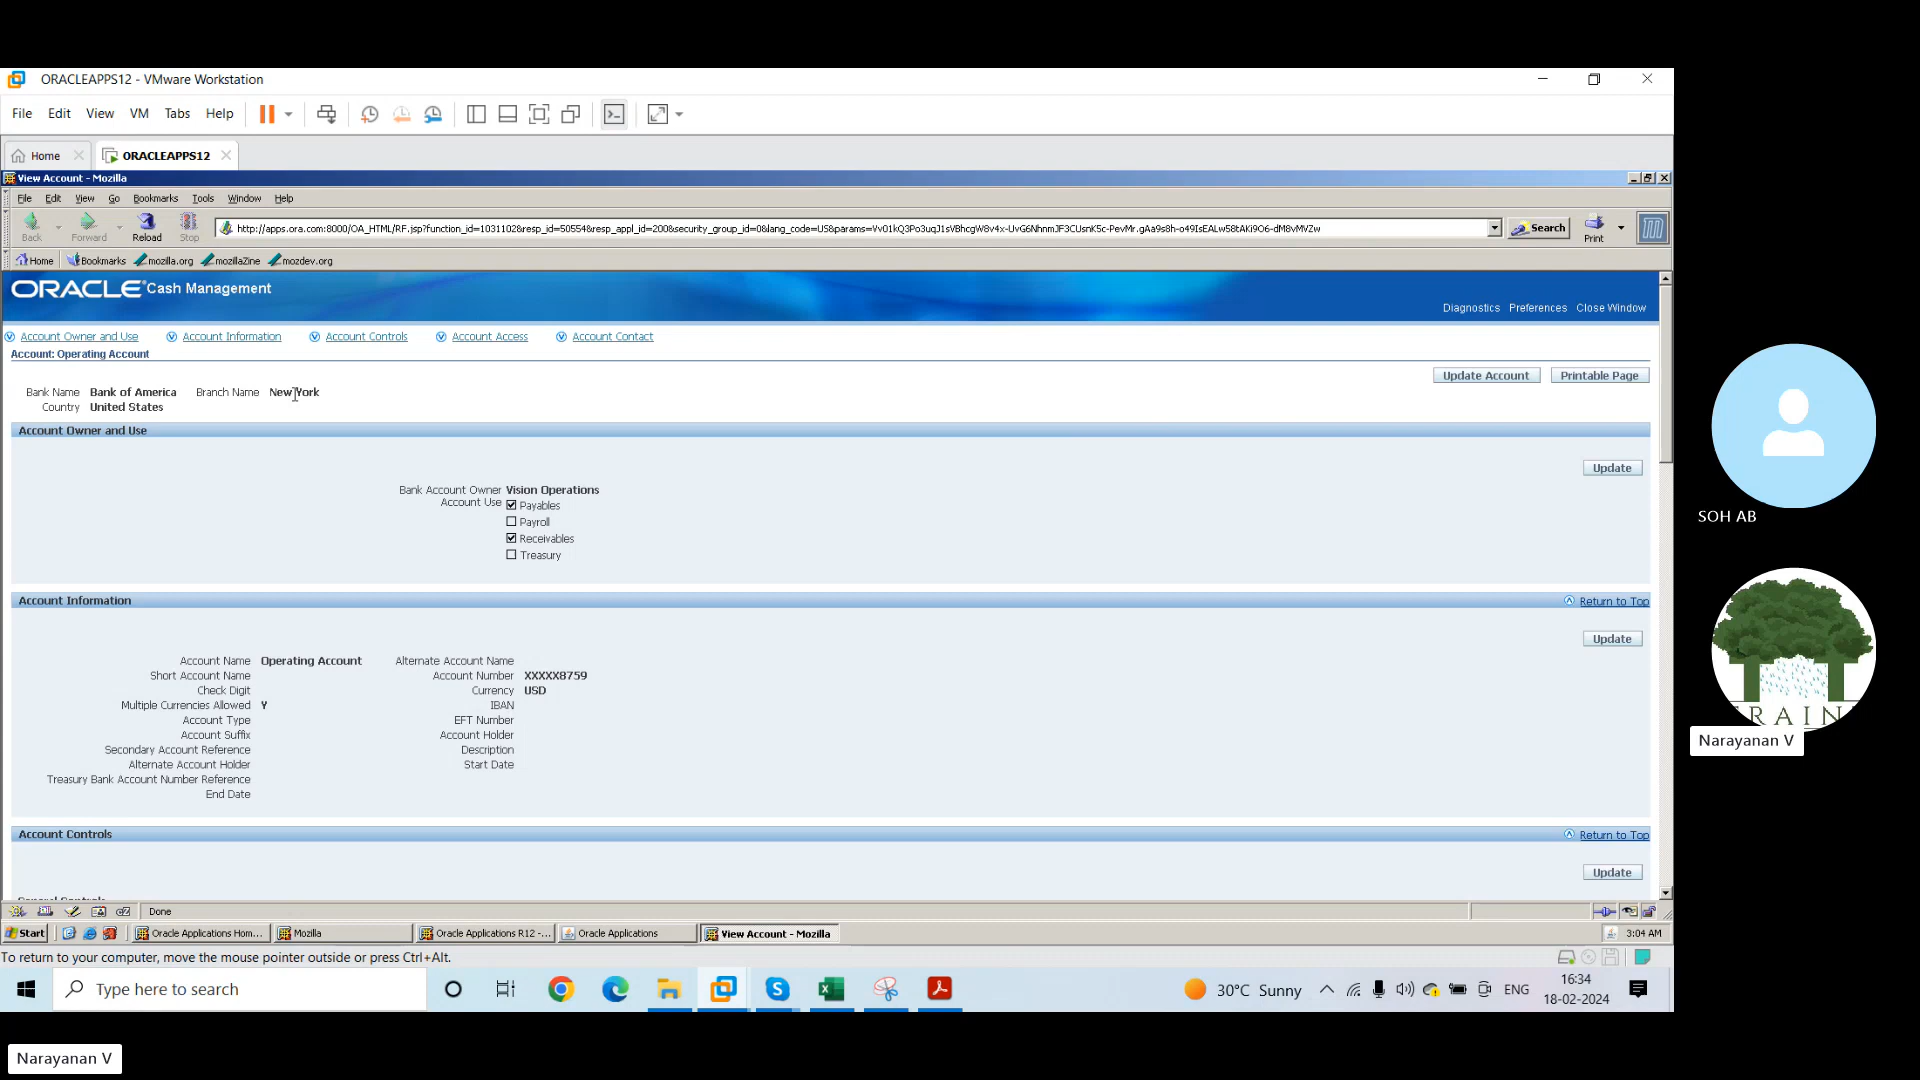 ORACLEAPPS12 - VMware Workstation
File Edit View VM Tabs Help
Home ORACLEAPPS12
View Account - Mozilla
File Edit View Go Bookmarks Tools Window Help
Back Forward Reload Stop
Search Print
Home Bookmarks mozilla.org mozillaZine mozdev.org
ORACLE Cash Management
Diagnostics Preferences Close Window
Account Owner and Use Account Information Account Controls Account Access Account Contact
Account: Operating Account
Update Account Printable Page
Bank Name Bank of America Branch Name New York
Country United States
Account Owner and Use
Update
Bank Account Owner Vision Operations
Account Use Payables
Payroll
Receivables
Treasury
Account Information Return to Top
Update
Account Name Operating Account Alternate Account Name
Short Account Name Account Number XXXXX8759
Check Digit Currency USD
Multiple Currencies Allowed Y IBAN
Account Type EFT Number
Account Suffix Account Holder
Secondary Account Reference Description
Alternate Account Holder Start Date
Treasury Bank Account Number Reference
End Date
Account Controls Return to Top
Update
General Controls
Done
Start Oracle Applications Hom... Mozilla Oracle Applications R12 -... Oracle Applications View Account - Mozilla 3:04 AM
To return to your computer, move the mouse pointer outside or press Ctrl+Alt.
Type here to search 30°C Sunny ENG 16:34
18-02-2024
SOH AB
RAIN
Narayanan V
Narayanan V